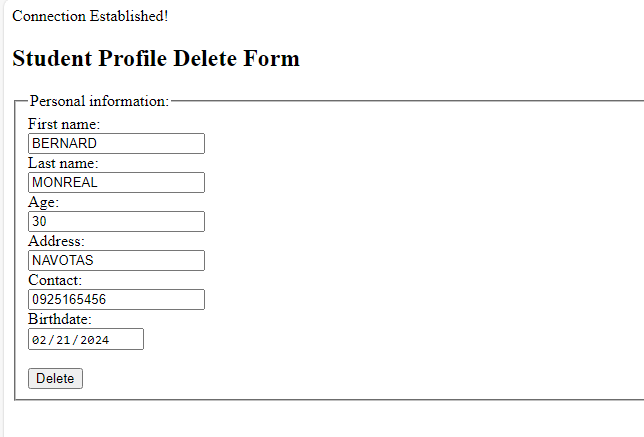 Connection Established!
Student Profile Delete Form
Personal information:
First name:
BERNARD
Last name:
MONREAL
Age:
30
Address:
NAVOTAS
Contact:
0925165456
Birthdate:
02/21/2024
Delete